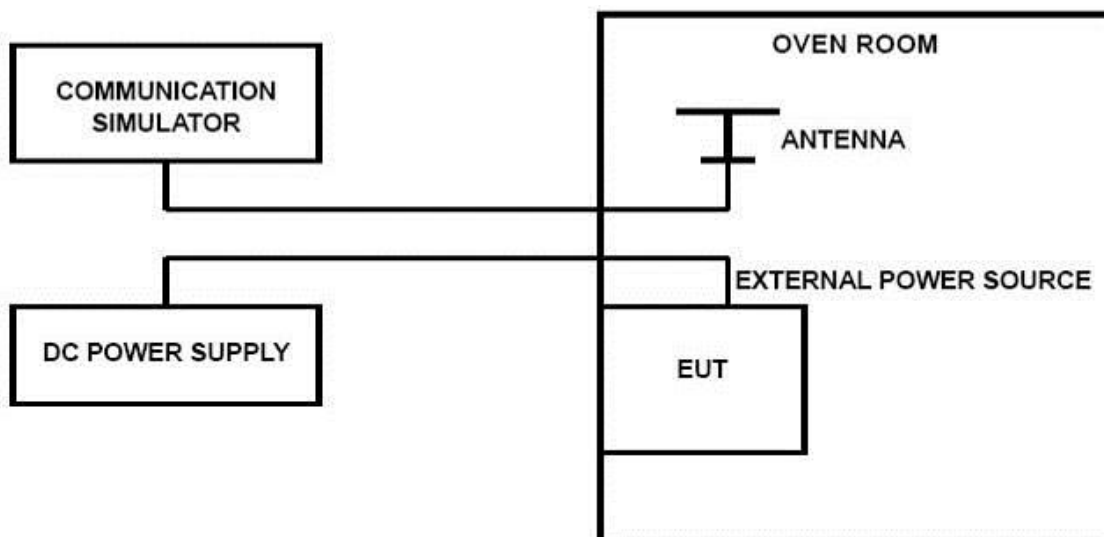 OVEN ROOM
COMMUNICATION
SIMULATOR
ANTENNA
EXTERNAL POWER SOURCE
DC POWER SUPPLY
EUT